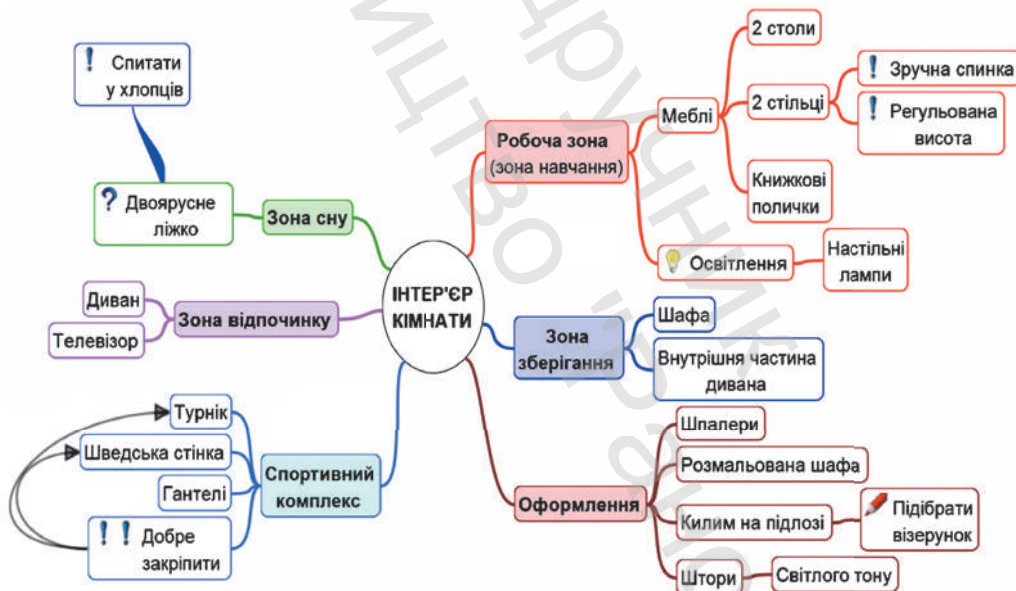 ІНТЕР'ЄР
КІМНАТИ
Зона сну
? Двоярусне
ліжко
! Спитати
у хлопців
Зона відпочинку
Диван
Телевізор
Спортивний
комплекс
Турнік
Шведська стінка
Гантелі
! ! Добре
закріпити
Робоча зона
(зона навчання)
Меблі
2 столи
2 стільці
! Зручна спинка
! Регульована
висота
Книжкові
полички
Освітлення
Настільні
лампи
Зона
зберігання
Шафа
Внутрішня частина
дивана
Оформлення
Шпалери
Розмальована шафа
Килим на підлозі
Підібрати
візерунок
Штори
Світлого тону